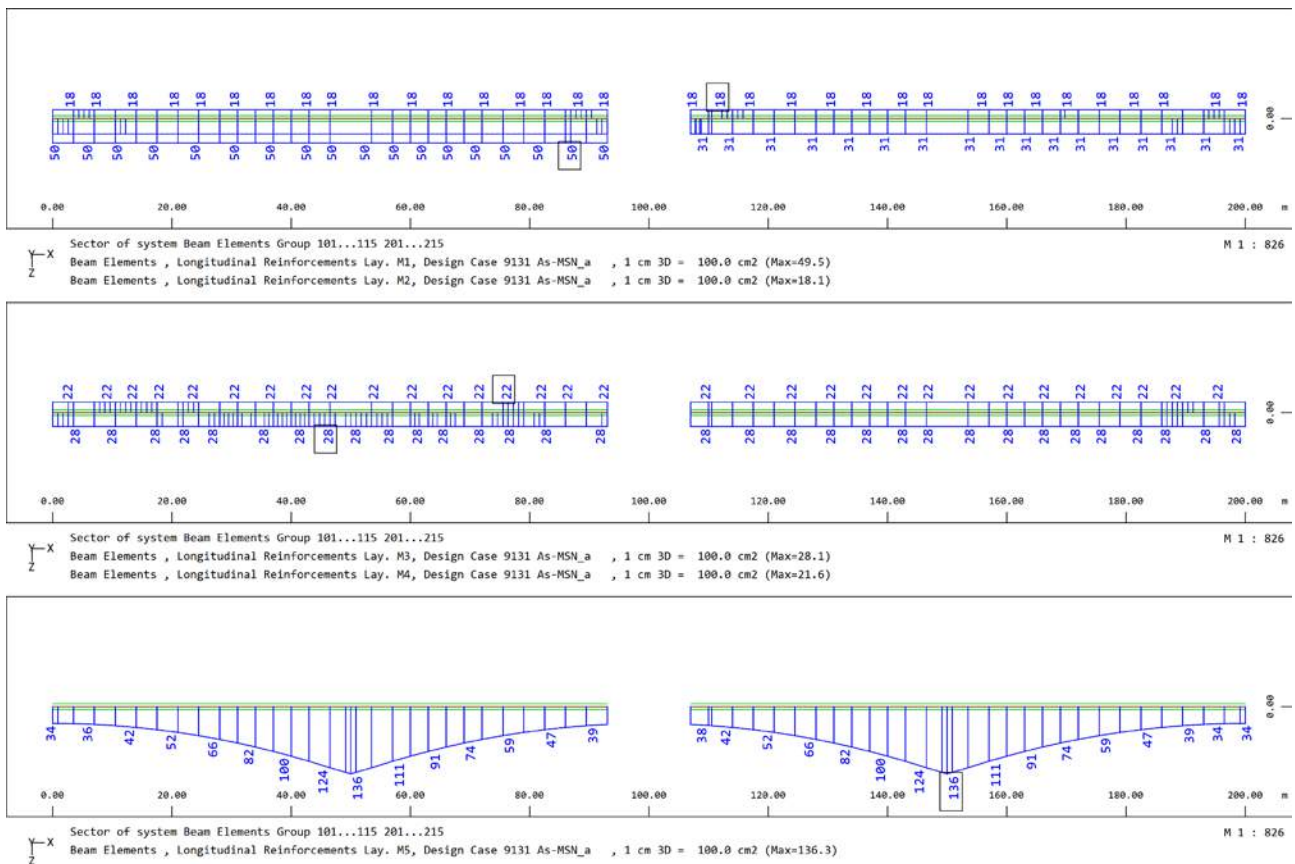 18 18 18 18 18 18 18 18 18 18 18 18 18 18 18 18 18 18 18 18 18 18 18 18 18 18 18 18 18 18 18 18 18 18 18 18
0.00
50 50 50 50 50 50 50 50 50 50 50 50 50 50 50 50 50 50 31 31 31 31 31 31 31 31 31 31 31 31 31 31 31 31
0.00 20.00 40.00 60.00 80.00 100.00 120.00 140.00 160.00 180.00 200.00 m
Y X Sector of system Beam Elements Group 101...115 201...215 M 1 : 826
Z Beam Elements , Longitudinal Reinforcements Lay. M1, Design Case 9131 As-MSN_a , 1 cm 3D = 100.0 cm2 (Max=49.5)
Beam Elements , Longitudinal Reinforcements Lay. M2, Design Case 9131 As-MSN_a , 1 cm 3D = 100.0 cm2 (Max=18.1)
22 22 22 22 22 22 22 22 22 22 22 22 22 22 22 22 22 22 22 22 22 22 22 22 22 22 22 22 22 22 22 22
0.00
28 28 28 28 28 28 28 28 28 28 28 28 28 28 28 28 28 28 28 28 28 28 28 28 28 28 28 28 28 28 28 28 28
0.00 20.00 40.00 60.00 80.00 100.00 120.00 140.00 160.00 180.00 200.00 m
Y X Sector of system Beam Elements Group 101...115 201...215 M 1 : 826
Z Beam Elements , Longitudinal Reinforcements Lay. M3, Design Case 9131 As-MSN_a , 1 cm 3D = 100.0 cm2 (Max=28.1)
Beam Elements , Longitudinal Reinforcements Lay. M4, Design Case 9131 As-MSN_a , 1 cm 3D = 100.0 cm2 (Max=21.6)
0.00
34 36 42 52 66 82 100 124 136 111 91 74 59 47 39 38 42 52 66 82 100 124 136 111 91 74 59 47 39 34 34
0.00 20.00 40.00 60.00 80.00 100.00 120.00 140.00 160.00 180.00 200.00 m
Y X Sector of system Beam Elements Group 101...115 201...215 M 1 : 826
Z Beam Elements , Longitudinal Reinforcements Lay. M5, Design Case 9131 As-MSN_a , 1 cm 3D = 100.0 cm2 (Max=136.3)